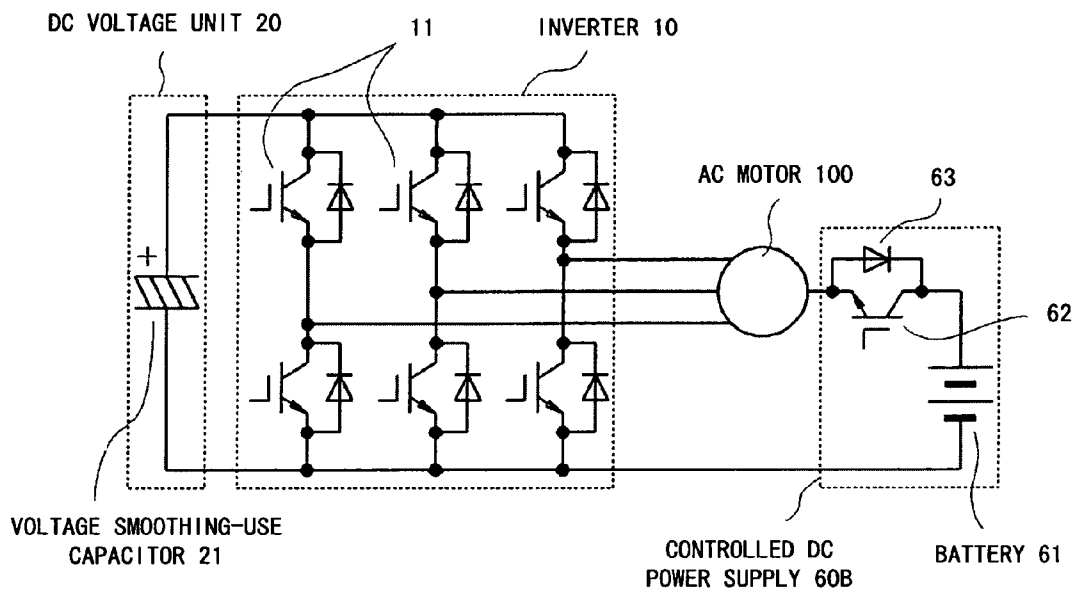 DC VOLTAGE UNIT 20
11
INVERTER 10
AC MOTOR 100
63
+
62
VOLTAGE SMOOTHING-USE
CAPACITOR 21
CONTROLLED DC
POWER SUPPLY 60B
BATTERY 61